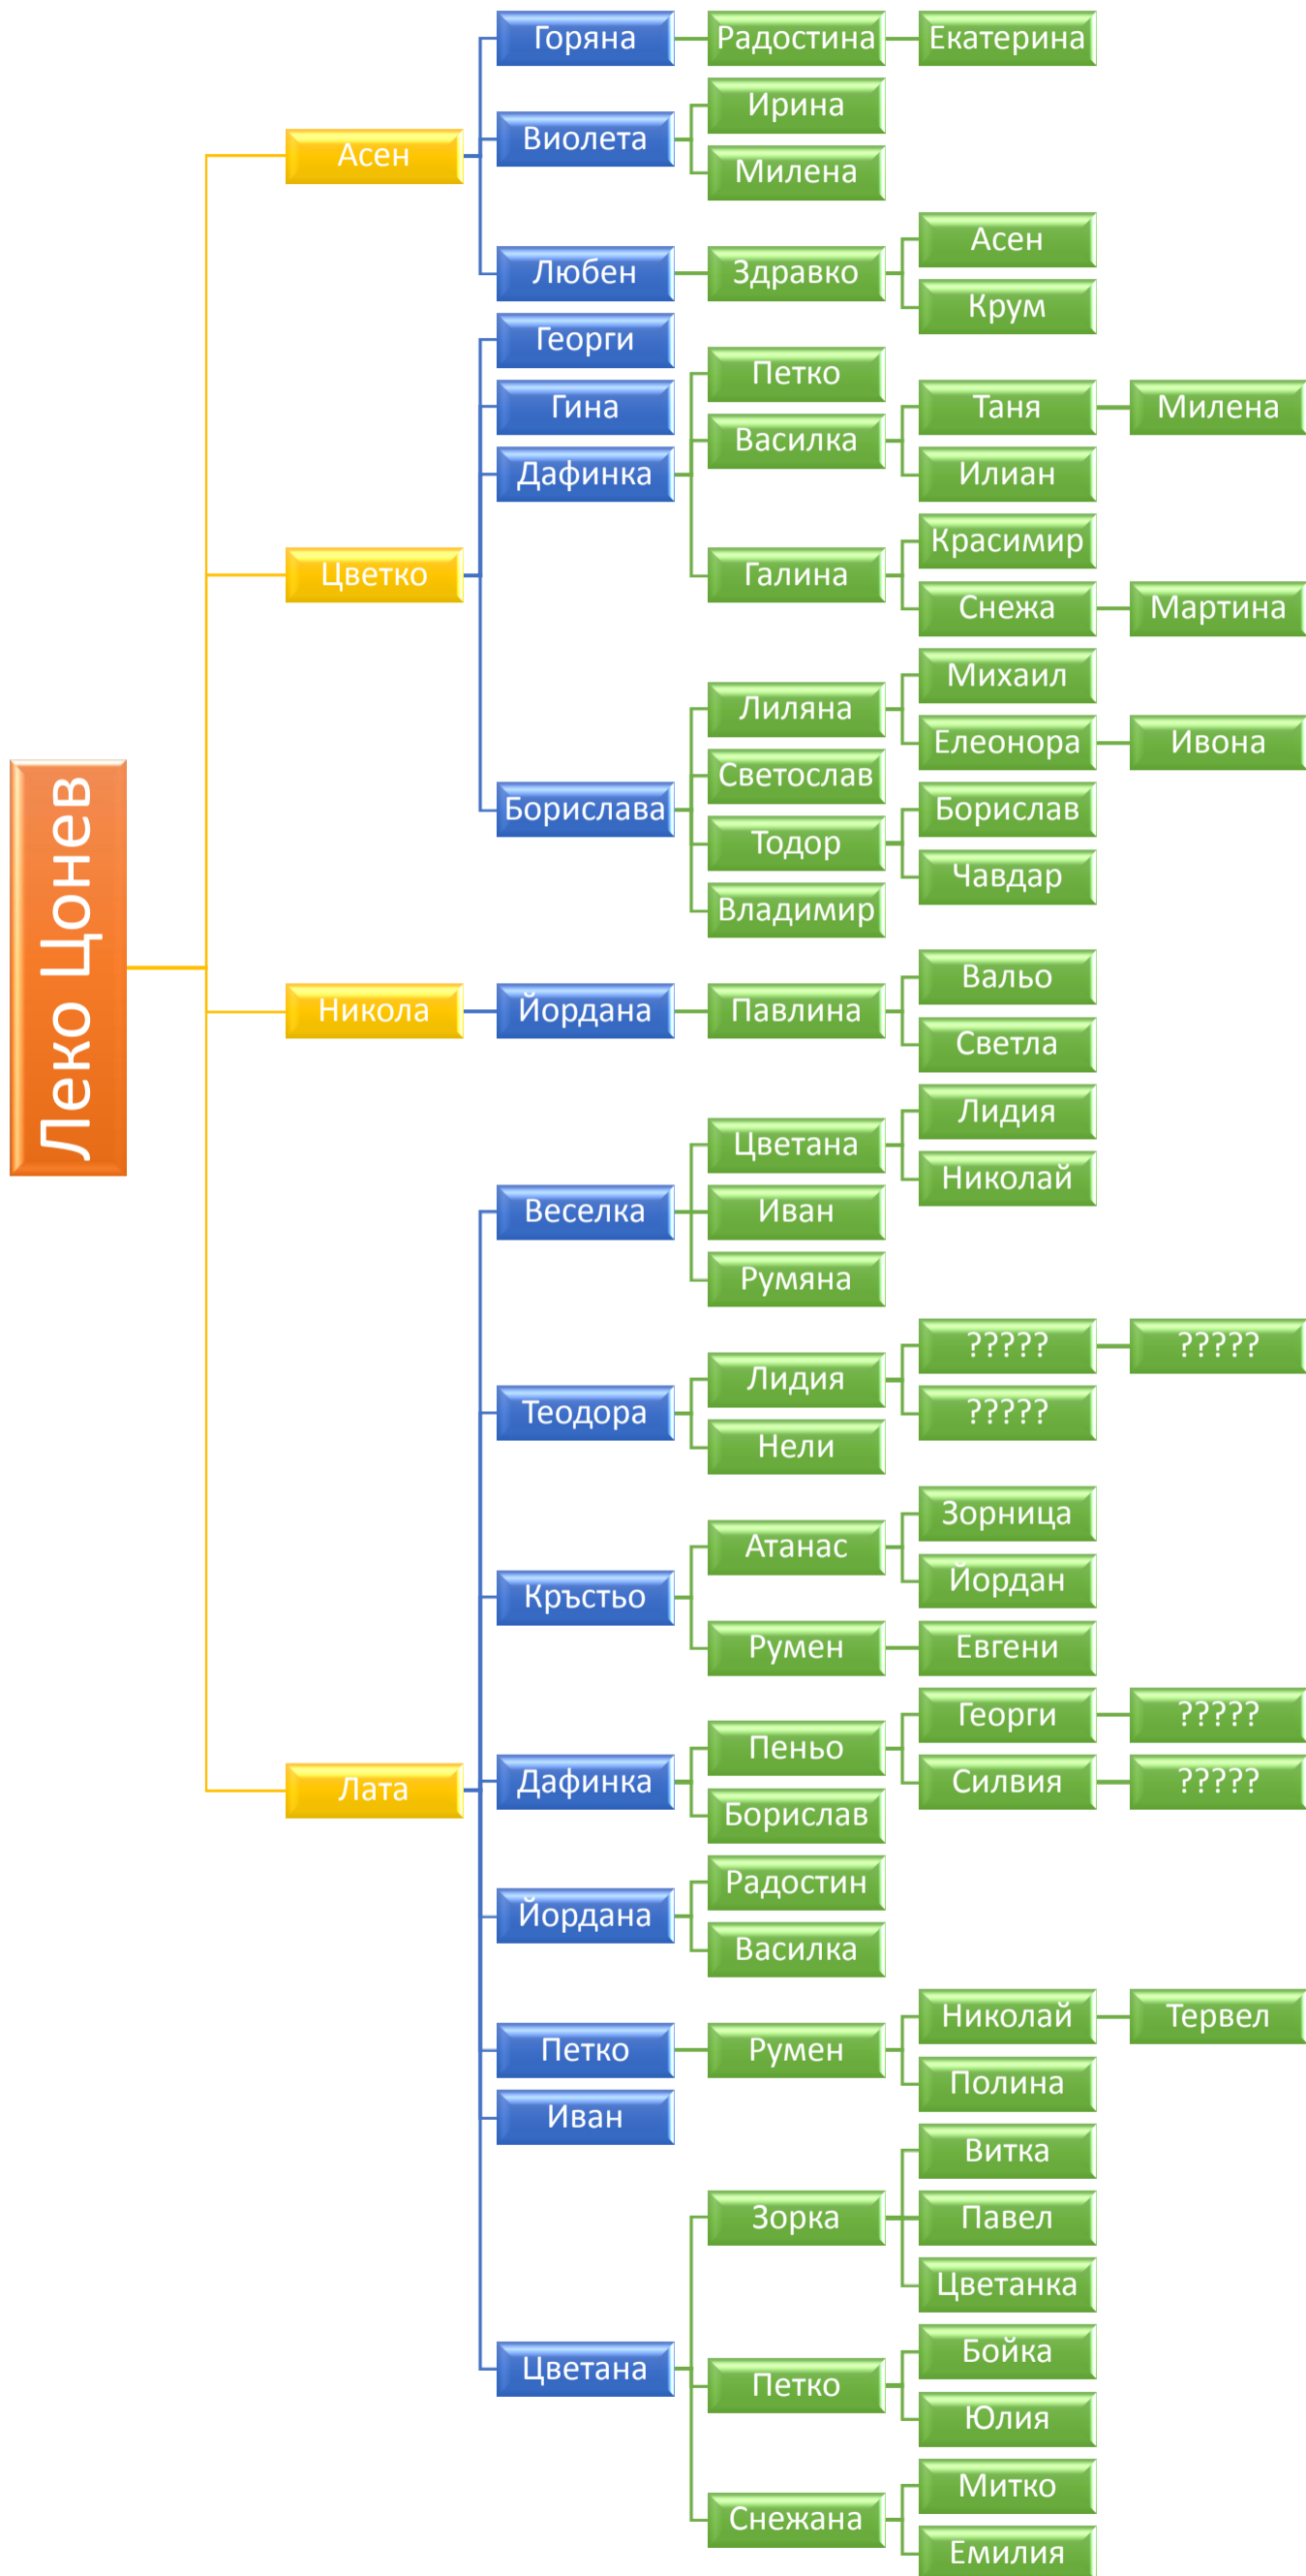 Леко Цонев
Асен
Горяна
Радостина
Екатерина
Виолета
Ирина
Милена
Любен
Здравко
Асен
Крум
Цветко
Георги
Гина
Дафинка
Петко
Василка
Таня
Милена
Илиан
Галина
Красимир
Снежа
Мартина
Борислава
Лиляна
Михаил
Елеонора
Ивона
Светослав
Тодор
Борислав
Чавдар
Владимир
Никола
Йордана
Павлина
Вальо
Светла
Лата
Веселка
Цветана
Лидия
Николай
Иван
Румяна
Теодора
Лидия
?????
?????
?????
Нели
Кръстьо
Атанас
Зорница
Йордан
Румен
Евгени
Дафинка
Пеньо
Георги
?????
Силвия
?????
Борислав
Йордана
Радостин
Василка
Петко
Румен
Николай
Тервел
Полина
Иван
Цветана
Зорка
Витка
Павел
Цветанка
Петко
Бойка
Юлия
Снежана
Митко
Емилия